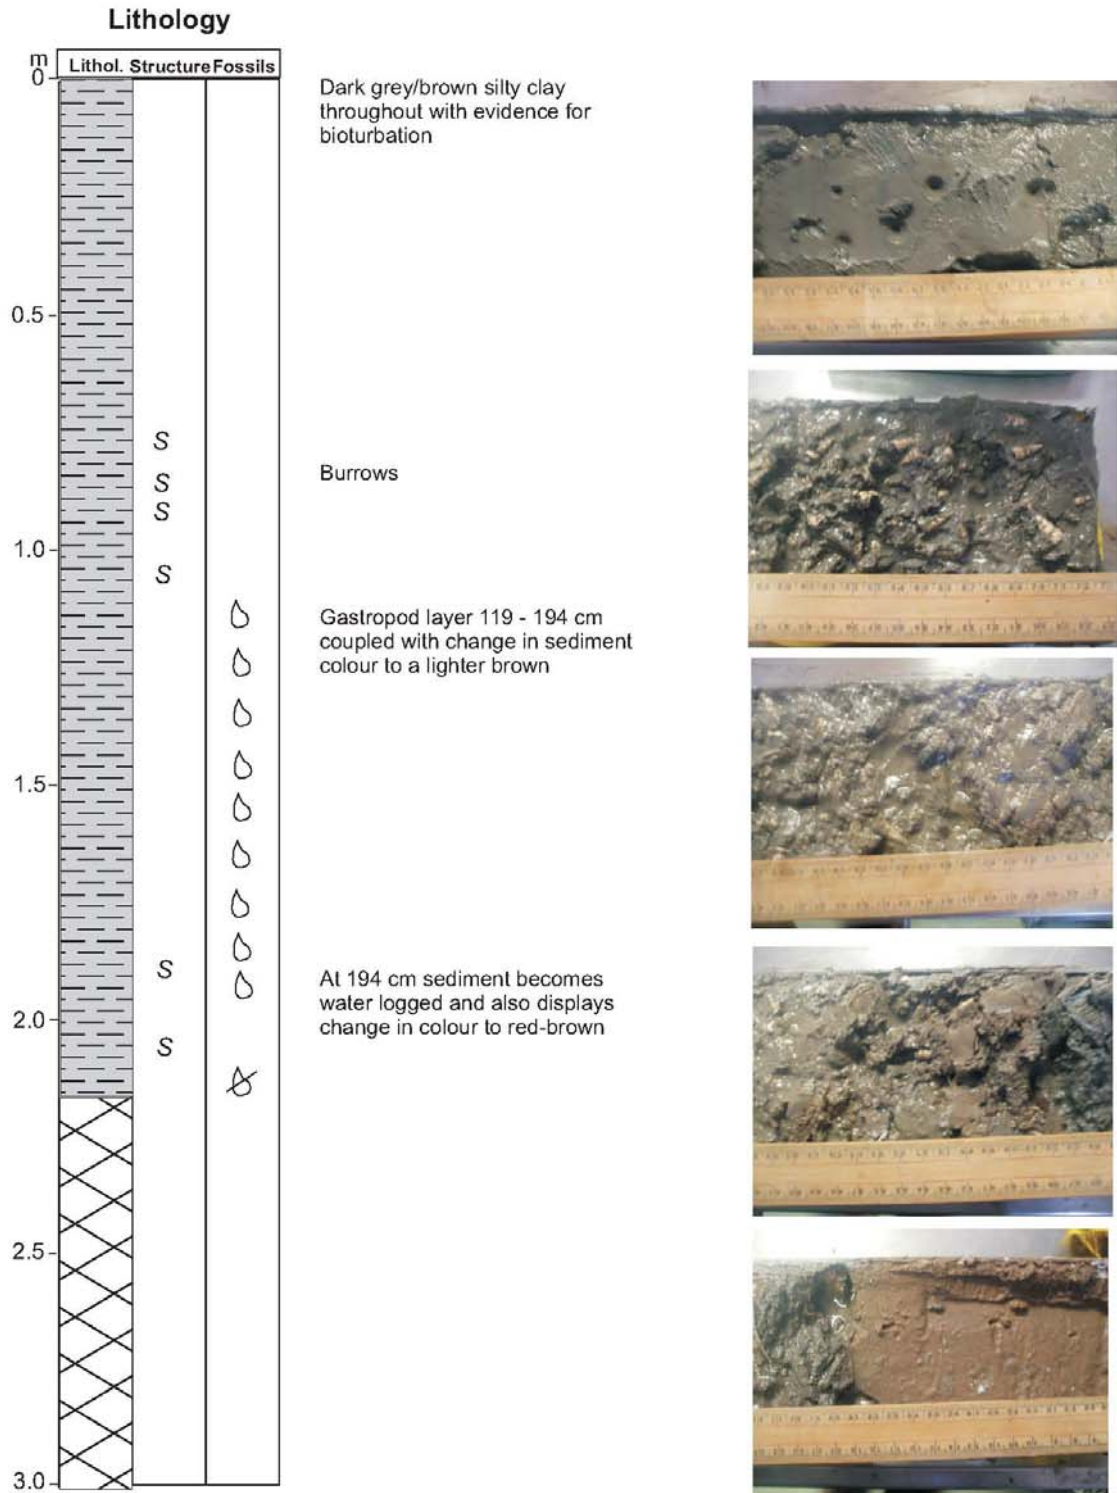 Lithology
m
Lithol. Structure Fossils
0
Dark grey/brown silty clay
throughout with evidence for
bioturbation
0.5
S
S
Burrows
S
1.0
S
Gastropod layer 119 - 194 cm
coupled with change in sediment
colour to a lighter brown
1.5
S
At 194 cm sediment becomes
water logged and also displays
change in colour to red-brown
2.0
S
2.5
3.0